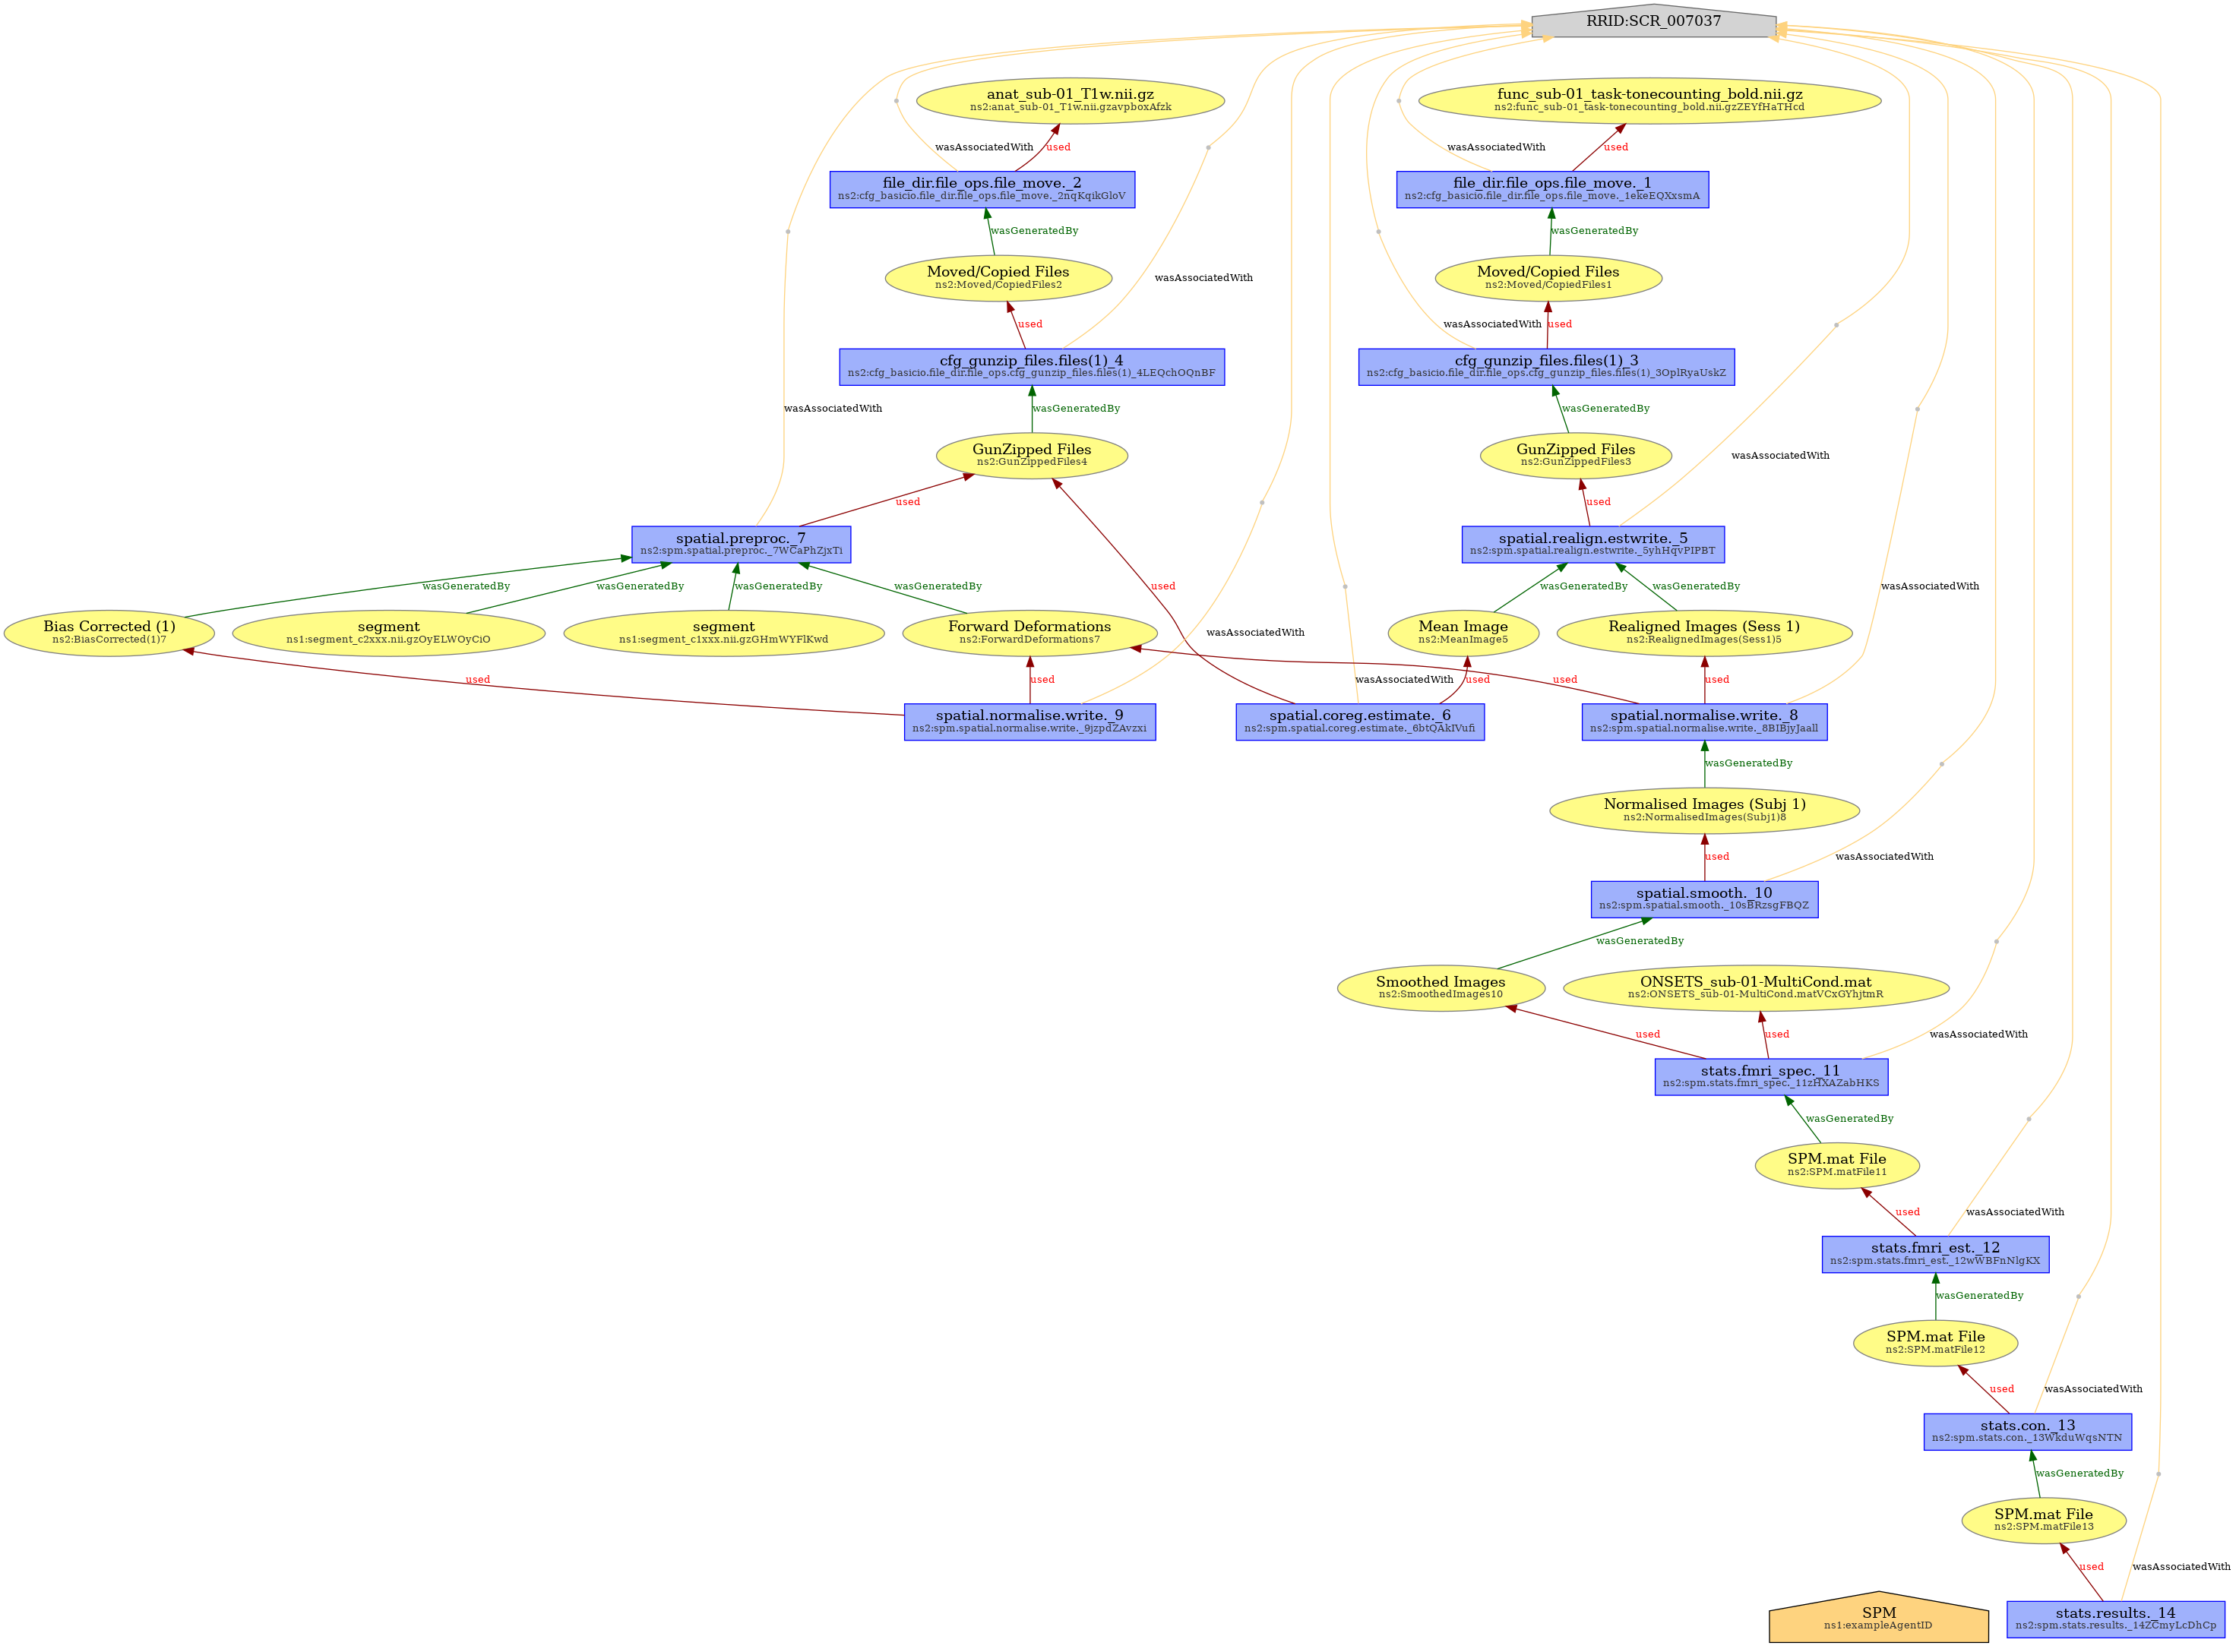 RRID:SCR_007037
anat_sub-01_T1w.nii.gz
ns2:anat_sub-01_T1w.nii.gzavpboxAfzk
func_sub-01_task-tonecounting_bold.nii.gz
ns2:func_sub-01_task-tonecounting_bold.nii.gzZEYfHaTHcd
wasAssociatedWith
used
wasAssociatedWith
used
file_dir.file_ops.file_move._2
ns2:cfg_basicio.file_dir.file_ops.file_move._2nqKqikGloV
file_dir.file_ops.file_move._1
ns2:cfg_basicio.file_dir.file_ops.file_move._1ekeEQXxsmA
wasGeneratedBy
wasGeneratedBy
Moved/Copied Files
ns2:Moved/CopiedFiles2
wasAssociatedWith
Moved/Copied Files
ns2:Moved/CopiedFiles1
used
wasAssociatedWith
used
cfg_gunzip_files.files(1)_4
ns2:cfg_basicio.file_dir.file_ops.cfg_gunzip_files.files(1)_4LEQchOQnBF
cfg_gunzip_files.files(1)_3
ns2:cfg_basicio.file_dir.file_ops.cfg_gunzip_files.files(1)_3OplRyaUskZ
wasAssociatedWith
wasGeneratedBy
wasGeneratedBy
GunZipped Files
ns2:GunZippedFiles4
GunZipped Files
ns2:GunZippedFiles3
wasAssociatedWith
used
used
spatial.preproc._7
ns2:spm.spatial.preproc._7WCaPhZjxTi
spatial.realign.estwrite._5
ns2:spm.spatial.realign.estwrite._5yhHqvPIPBT
wasGeneratedBy
wasGeneratedBy
wasGeneratedBy
wasGeneratedBy
used
wasGeneratedBy
wasGeneratedBy
wasAssociatedWith
Bias Corrected (1)
ns2:BiasCorrected(1)7
segment
ns1:segment_c2xxx.nii.gzOyELWOyCiO
segment
ns1:segment_c1xxx.nii.gzGHmWYFlKwd
Forward Deformations
ns2:ForwardDeformations7
wasAssociatedWith
Mean Image
ns2:MeanImage5
Realigned Images (Sess 1)
ns2:RealignedImages(Sess1)5
used
used
wasAssociatedWith
used
used
used
spatial.normalise.write._9
ns2:spm.spatial.normalise.write._9jzpdZAvzxi
spatial.coreg.estimate._6
ns2:spm.spatial.coreg.estimate._6btQAkIVufi
spatial.normalise.write._8
ns2:spm.spatial.normalise.write._8BIBjyJaall
wasGeneratedBy
Normalised Images (Subj 1)
ns2:NormalisedImages(Subj1)8
used
wasAssociatedWith
spatial.smooth._10
ns2:spm.spatial.smooth._10sBRzsgFBQZ
wasGeneratedBy
Smoothed Images
ns2:SmoothedImages10
ONSETS_sub-01-MultiCond.mat
ns2:ONSETS_sub-01-MultiCond.matVCxGYhjtmR
used
used
wasAssociatedWith
stats.fmri_spec._11
ns2:spm.stats.fmri_spec._11zHXAZabHKS
wasGeneratedBy
SPM.mat File
ns2:SPM.matFile11
used
wasAssociatedWith
stats.fmri_est._12
ns2:spm.stats.fmri_est._12wWBFnNlgKX
wasGeneratedBy
SPM.mat File
ns2:SPM.matFile12
used
wasAssociatedWith
stats.con._13
ns2:spm.stats.con._13WkduWqsNTN
wasGeneratedBy
SPM.mat File
ns2:SPM.matFile13
used
wasAssociatedWith
SPM
ns1:exampleAgentID
stats.results._14
ns2:spm.stats.results._14ZCmyLcDhCp